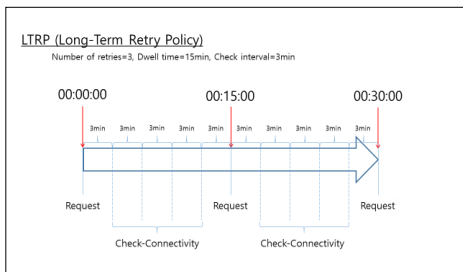 LTRP (Long-Term Retry Policy)
Number of retries=3, Dwell time=15min, Check interval=3min
00:00:00 00:15:00 00:30:00
3min 3min 3min 3min 3min 3min 3min 3min 3min 3min
Request Request Request
Check-Connectivity Check-Connectivity